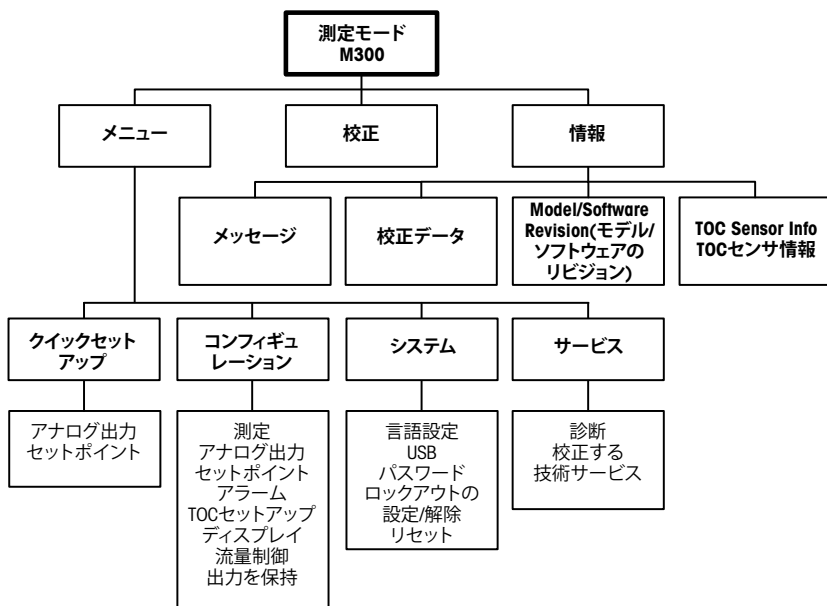 測定モード
M300
メニュー
校正
情報
メッセージ
校正データ
Model/Software
Revision(モデル/
ソフトウェアの
リビジョン)
TOC Sensor Info
TOCセンサ情報
クイックセット
アップ
コンフィギュ
レーション
システム
サービス
アナログ出力
セットポイント
測定
アナログ出力
セットポイント
アラーム
TOCセットアップ
ディスプレイ
流量制御
出力を保持
言語設定
USB
パスワード
ロックアウトの
設定/解除
リセット
診断
校正する
技術サービス